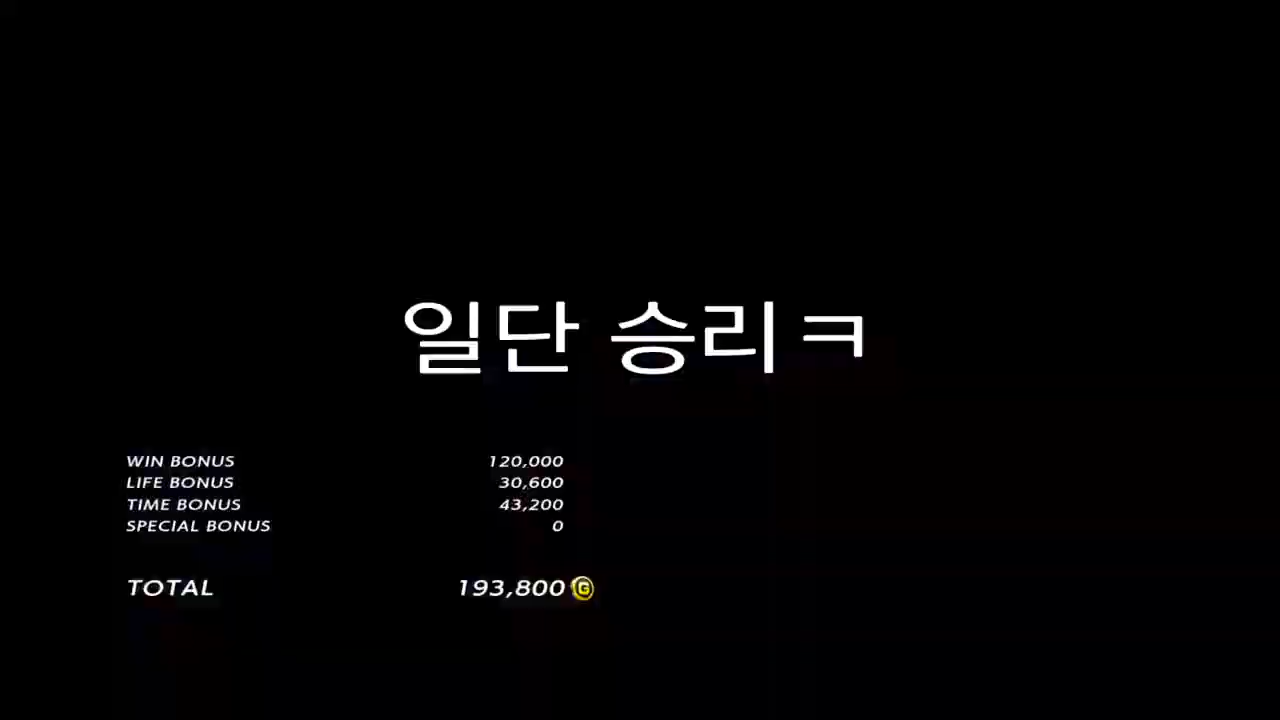 일단 승리ㅋ
WIN BONUS 120,000
LIFE BONUS 30,600
TIME BONUS 43,200
SPECIAL BONUS 0
TOTAL 193,800 G